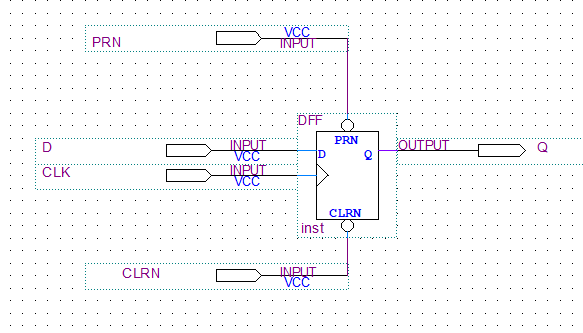 VCC
PRN
INPUT
DFF
PRN
D
INPUT
D
Q
OUTPUT
Q
VCC
CLK
INPUT
VCC
CLRN
inst
CLRN
INPUT
VCC